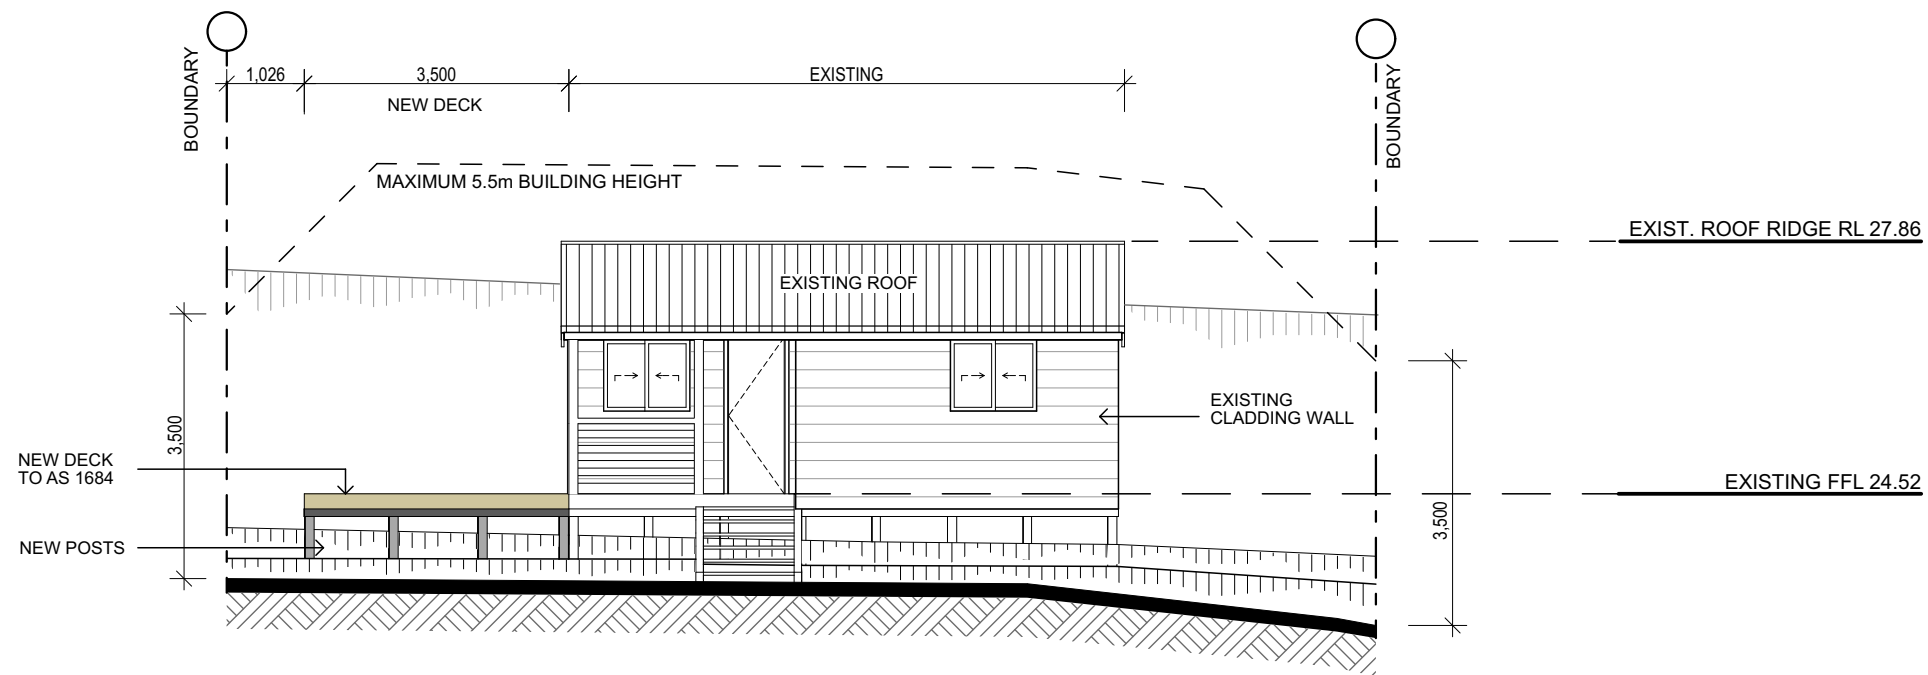 BOUNDARY
1,026
3,500
EXISTING
NEW DECK
BOUNDARY
MAXIMUM 5.5m BUILDING HEIGHT
EXIST. ROOF RIDGE RL 27.86
EXISTING ROOF
EXISTING
CLADDING WALL
3,500
NEW DECK
TO AS 1684
EXISTING FFL 24.52
3,500
NEW POSTS